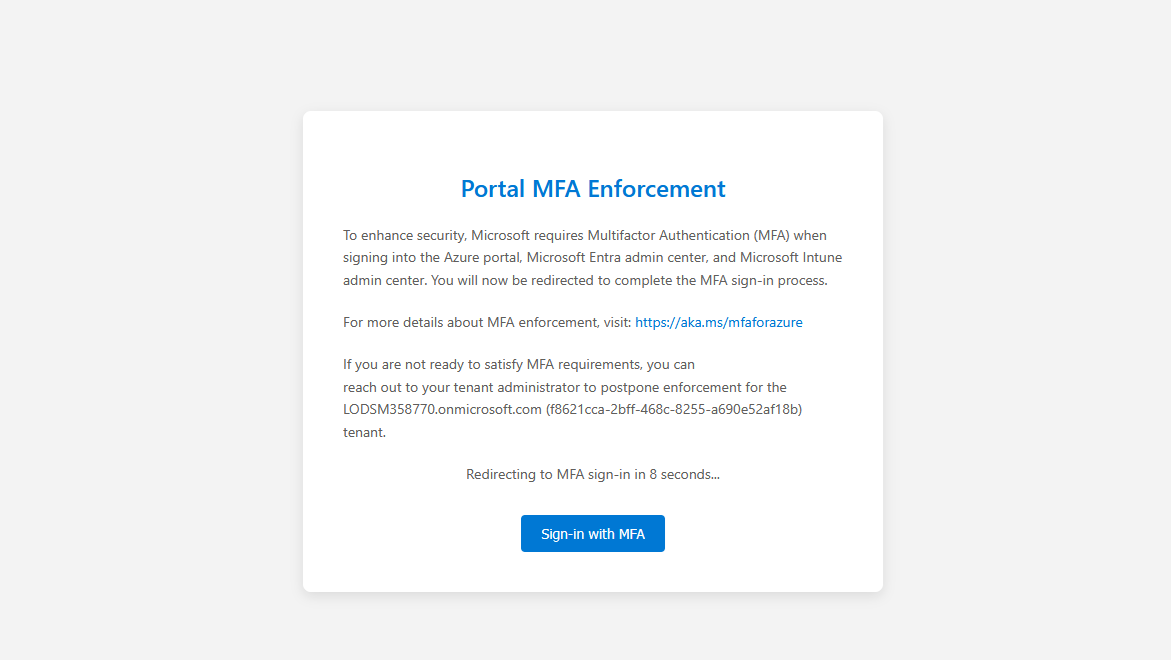 Portal MFA Enforcement
To enhance security, Microsoft requires Multifactor Authentication (MFA) when
signing into the Azure portal, Microsoft Entra admin center, and Microsoft Intune
admin center. You will now be redirected to complete the MFA sign-in process.
For more details about MFA enforcement, visit: https://aka.ms/mfaforazure
If you are not ready to satisfy MFA requirements, you can
reach out to your tenant administrator to postpone enforcement for the
LODSM358770.onmicrosoft.com (f8621cca-2bff-468c-8255-a690e52af18b)
tenant.
Redirecting to MFA sign-in in 8 seconds...
Sign-in with MFA